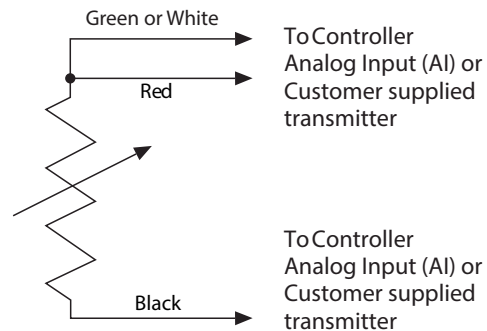 Green or White
To Controller
Analog Input (AI) or
Red
Customer supplied
transmitter
To Controller
Analog Input (AI) or
Black
Customer supplied
transmitter